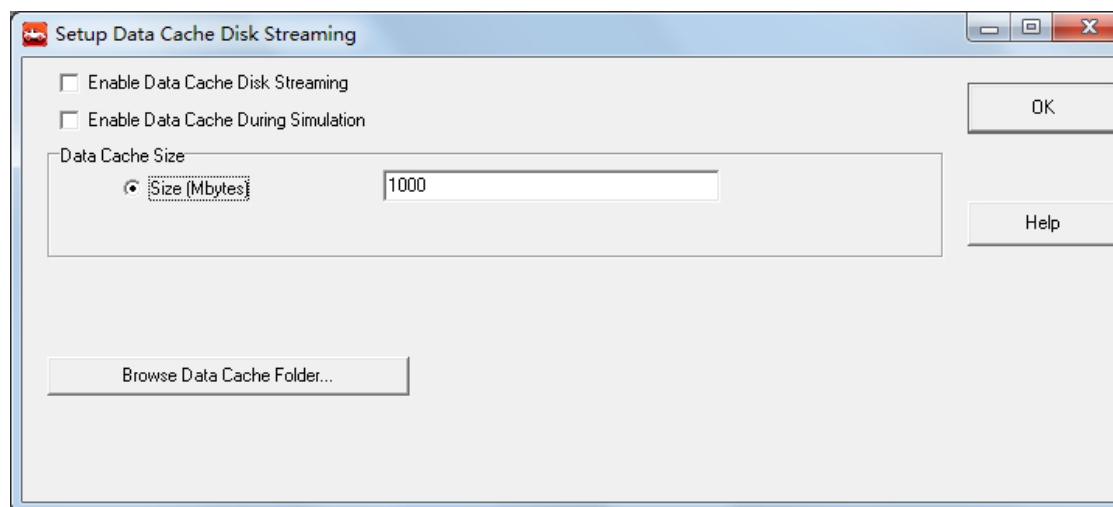 Setup Data Cache Disk Streaming
Enable Data Cache Disk Streaming
Enable Data Cache During Simulation
OK
Data Cache Size
Size (Mbytes)
1000
Help
Browse Data Cache Folder...